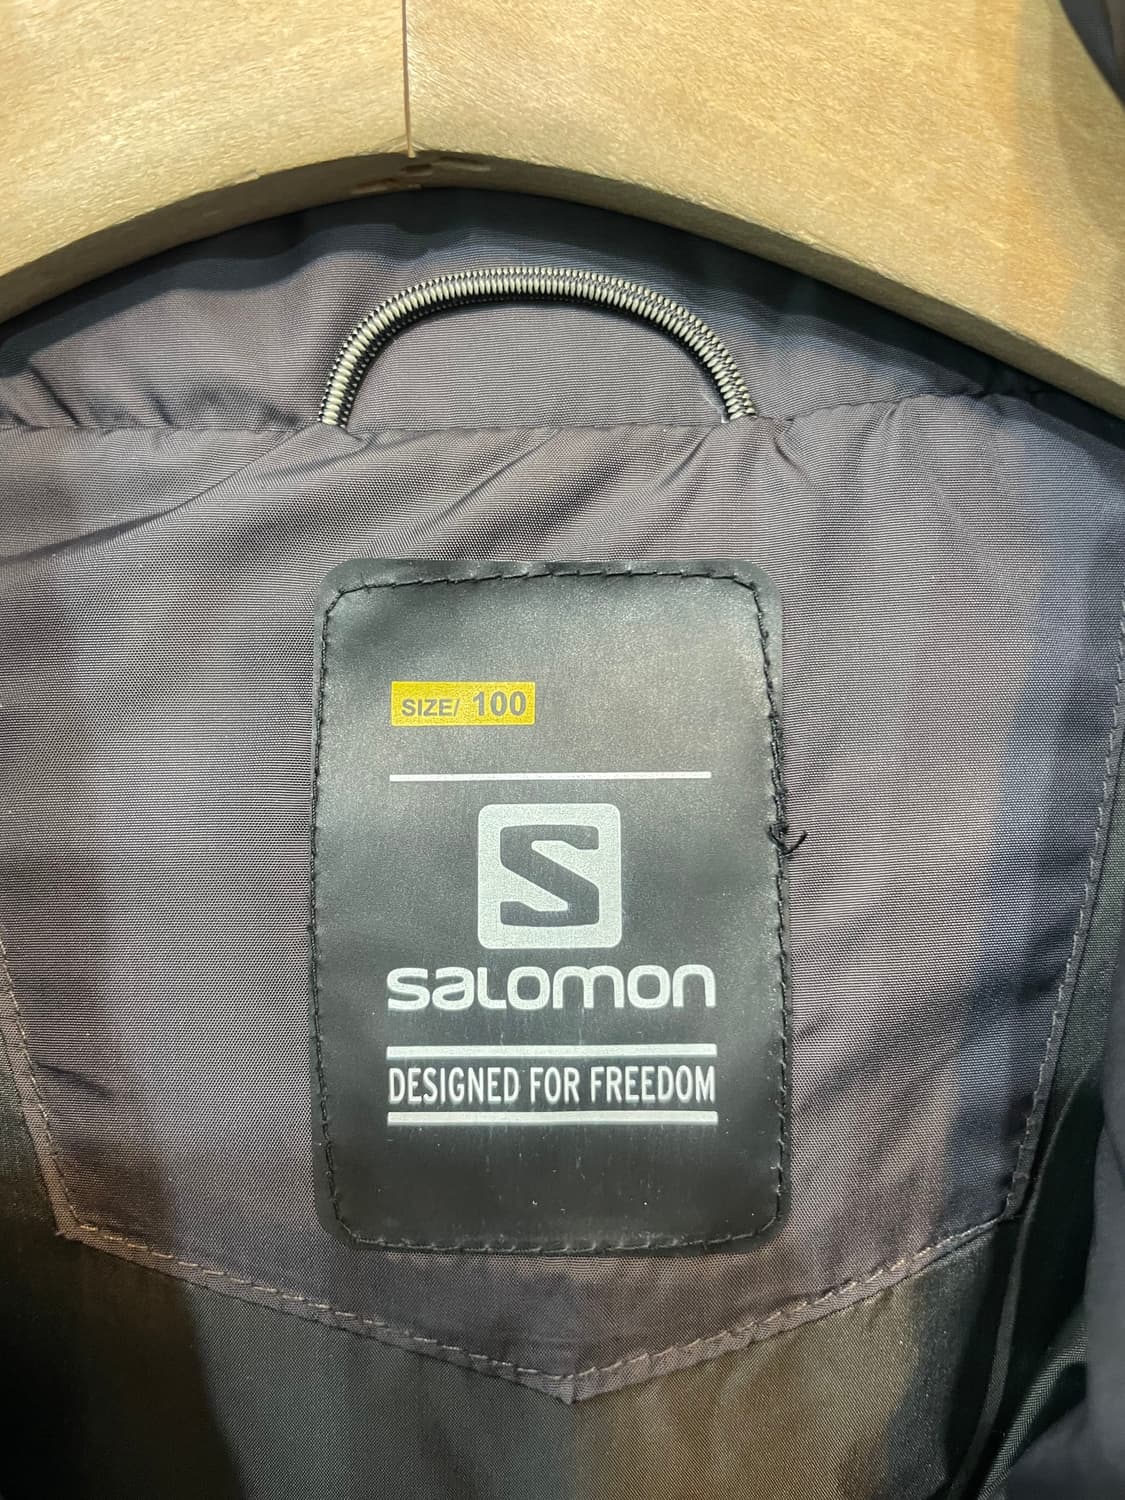 SIZE/ 100
S
SALOMON
DESIGNED FOR FREEDOM